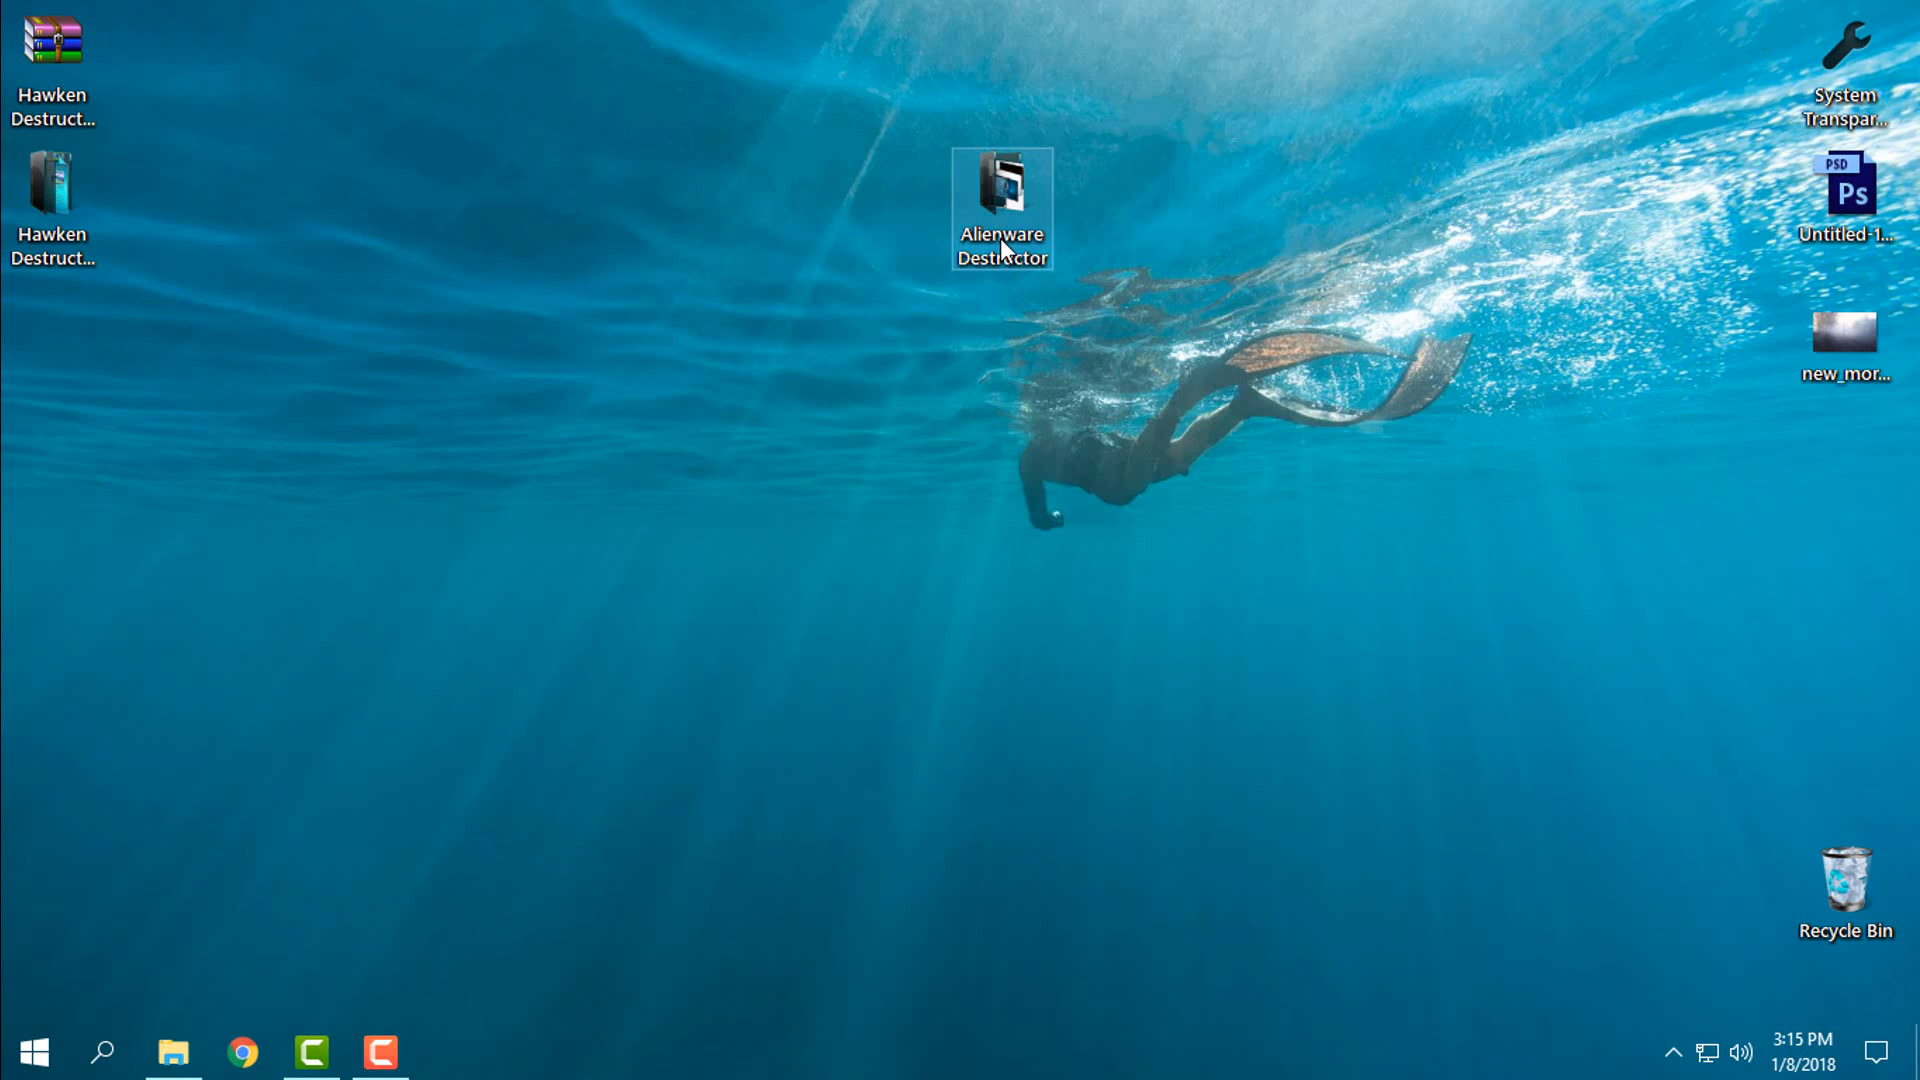 Hawken
Destruct...
Hawken
Destruct...
Alienware
Destructor
System
Transpar...
PSD
Ps
Untitled-1...
new_mor...
Recycle Bin
3:15 PM
1/8/2018